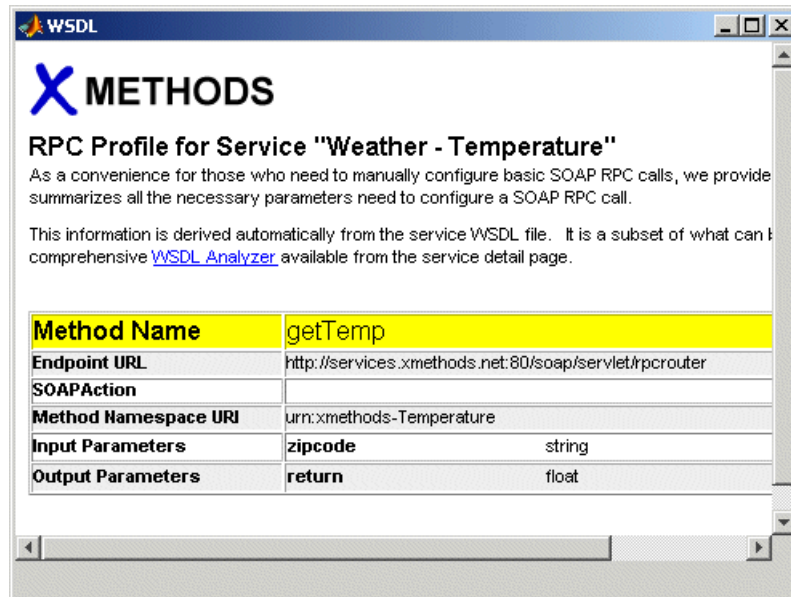 WSDL
X METHODS
RPC Profile for Service "Weather - Temperature"
As a convenience for those who need to manually configure basic SOAP RPC calls, we provide
summarizes all the necessary parameters need to configure a SOAP RPC call.
This information is derived automatically from the service WSDL file. It is a subset of what can
comprehensive WSDL Analyzer available from the service detail page.
Method Name getTemp
Endpoint URL http://services.xmethods.net:80/soap/servlet/rpcrouter
SOAPAction
Method Namespace URI urn:xmethods-Temperature
Input Parameters zipcode string
Output Parameters return float